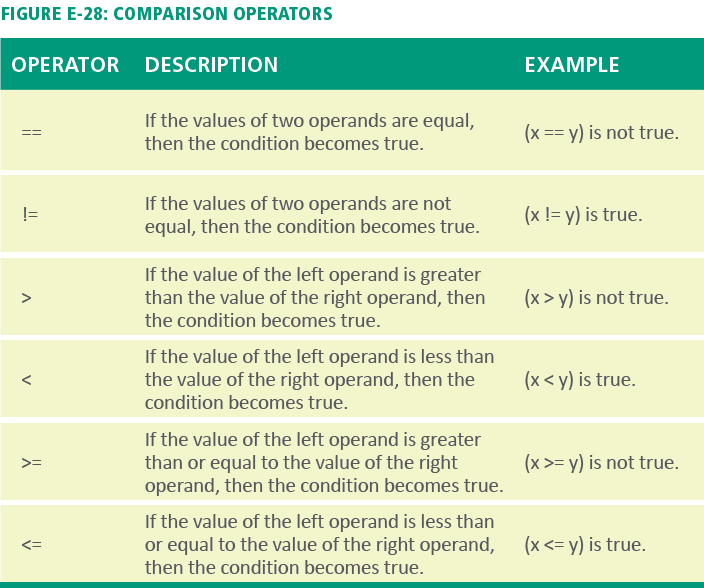 FIGURE E-28: COMPARISON OPERATORS
OPERATOR DESCRIPTION EXAMPLE
== If the values of two operands are equal, (x == y) is not true.
then the condition becomes true.
!= If the values of two operands are not (x != y) is true.
equal, then the condition becomes true.
If the value of the left operand is greater
> than the value of the right operand, then (x > y) is not true.
the condition becomes true.
If the value of the left operand is less than
< the value of the right operand, then the (x < y) is true.
condition becomes true.
If the value of the left operand is greater
>= than or equal to the value of the right (x >= y) is not true.
operand, then the condition becomes true.
If the value of the left operand is less than
<= or equal to the value of the right operand, (x <= y) is true.
then the condition becomes true.